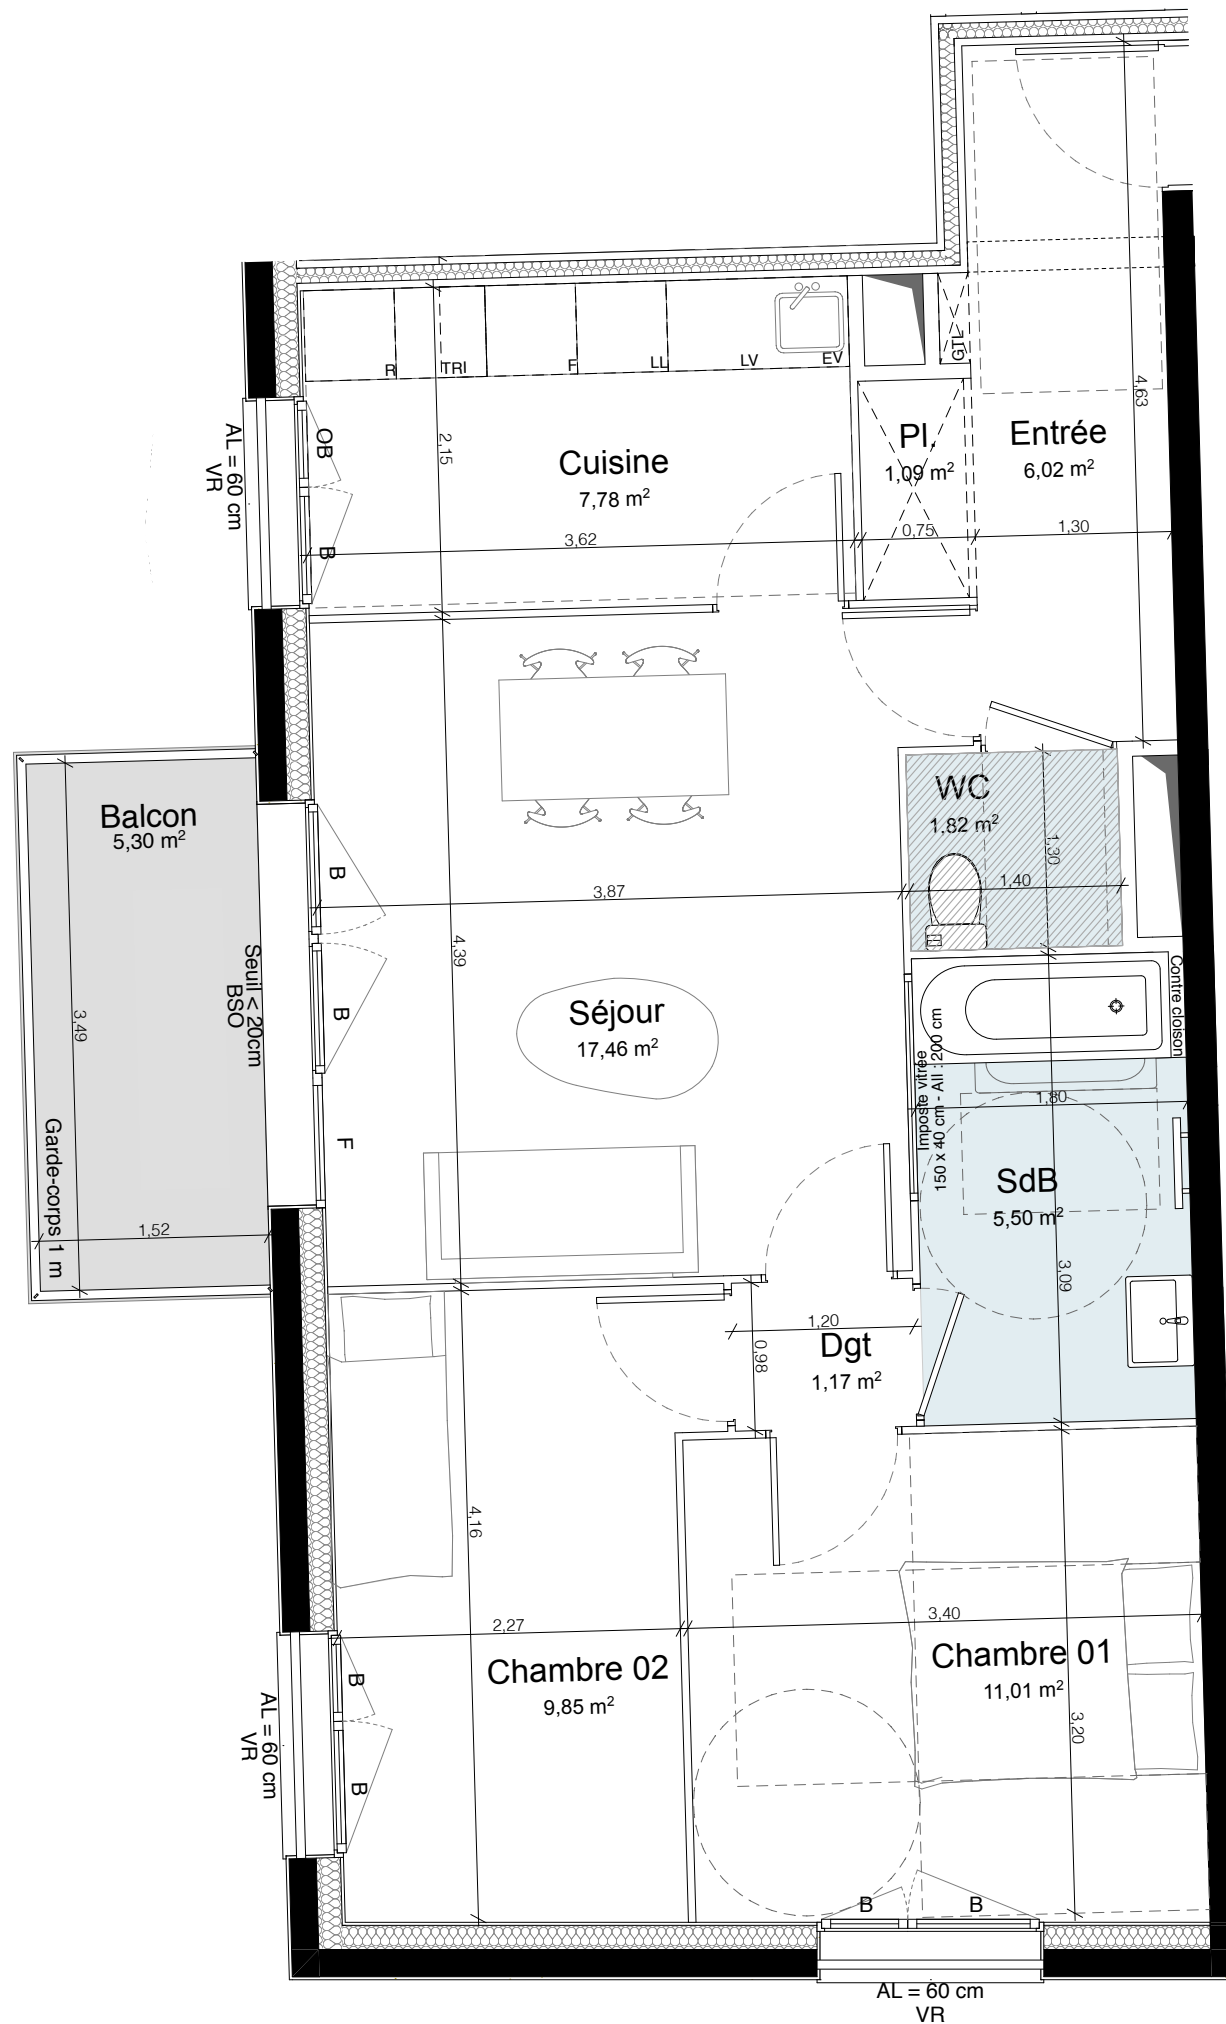 GTL
R
TRI
F
LL
LV
EV
4,63
OB
AL = 60 cm
VR
2,15
Cuisine
7,78 m²
Pl.
1,09 m²
Entrée
6,02 m²
B
3,62
0,75
1,30
Balcon
5,30 m²
WC
1,82 m²
1,30
B
3,87
1,40
4,39
Seuil < 20cm
BSO
3,49
B
Séjour
17,46 m²
Contre cloison
Imposte vitrée
150 x 40 cm - All : 200 cm
1,80
F
Garde-corps 1 m
1,52
SdB
5,50 m²
3,09
1,20
0,98
Dgt
1,17 m²
4,16
2,27
3,40
Chambre 02
9,85 m²
Chambre 01
11,01 m²
B
AL = 60 cm
VR
3,20
B
B
B
AL = 60 cm
VR